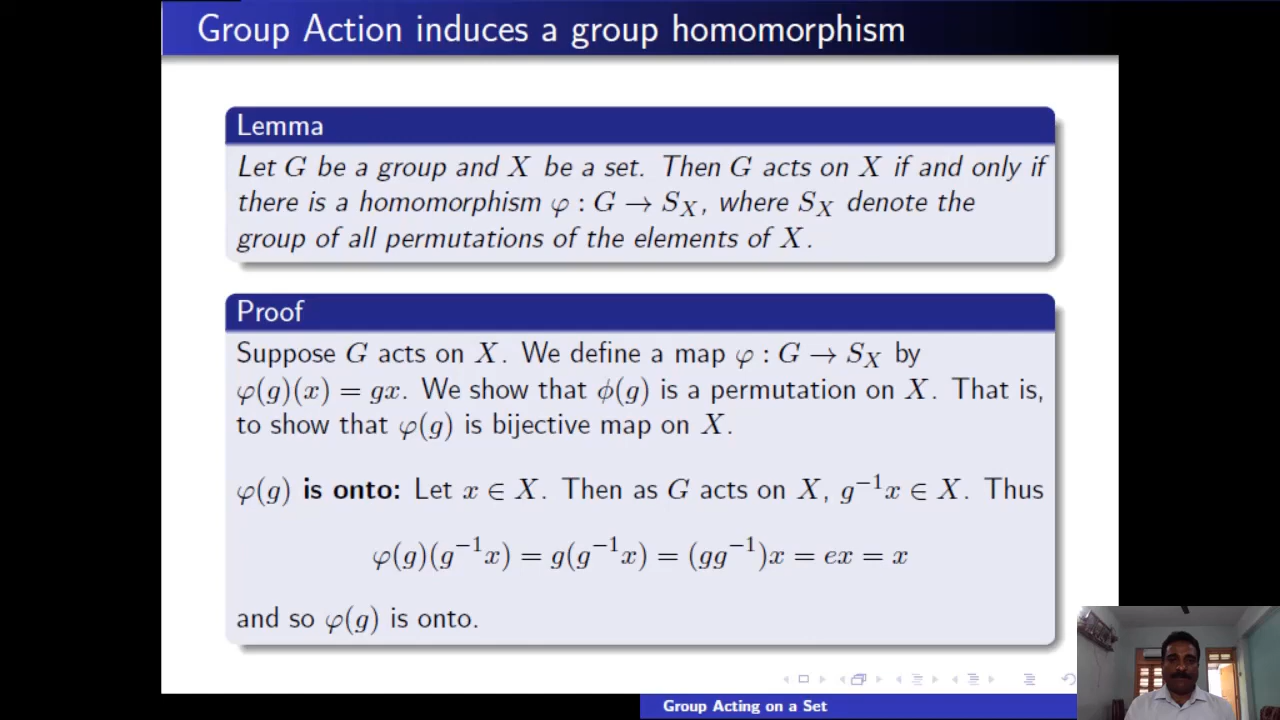 Group Action induces a group homomorphism
Lemma
Let G be a group and X be a set. Then G acts on X if and only if
there is a homomorphism φ : G → S_X, where S_X denote the
group of all permutations of the elements of X.
Proof
Suppose G acts on X. We define a map φ : G → S_X by
φ(g)(x) = gx. We show that ϕ(g) is a permutation on X. That is,
to show that φ(g) is bijective map on X.
φ(g) is onto: Let x ∈ X. Then as G acts on X, g⁻¹x ∈ X. Thus
φ(g)(g⁻¹x) = g(g⁻¹x) = (gg⁻¹)x = ex = x
and so φ(g) is onto.
Group Acting on a Set